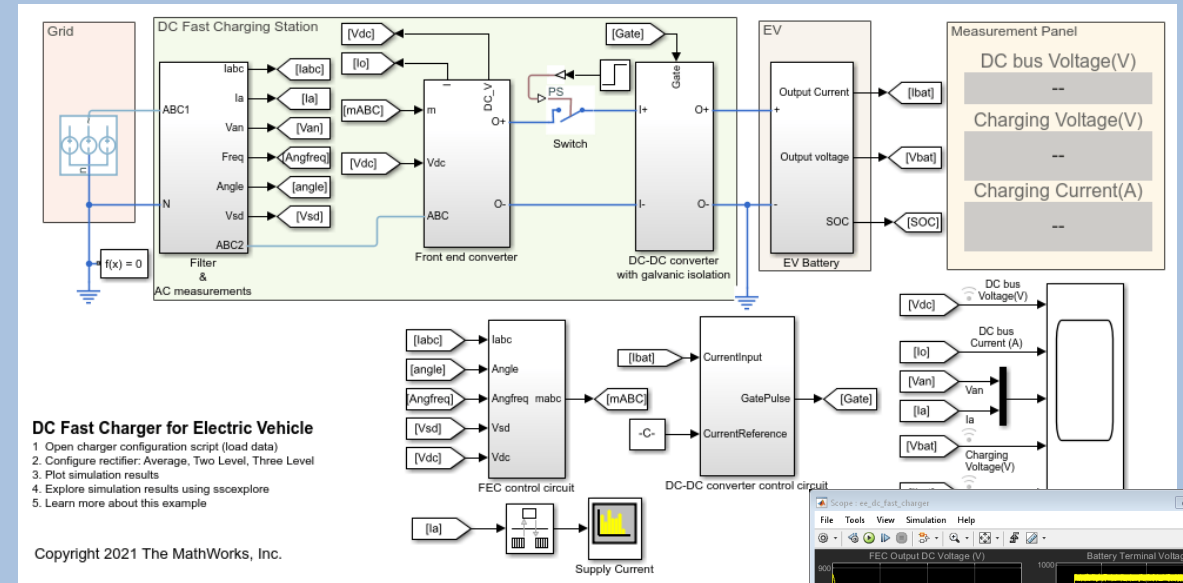 Grid
ABC1
N
n
f(x) = 0
DC Fast Charging Station
Iabc
Ia
Van
Freq
Angle
Vsd
ABC2
Filter
&
AC measurements
[Iabc]
[Ia]
[Van]
[Angfreq]
[angle]
[Vsd]
[Vdc]
[Io]
[mABC]
[Vdc]
I
DC_V
m
O+
Vdc
O-
ABC
Front end converter
PS
Switch
[Gate]
Gate
I+
O+
I-
O-
DC-DC converter
with galvanic isolation
EV
Output Current
+
Output voltage
-
SOC
EV Battery
[Ibat]
[Vbat]
[SOC]
Measurement Panel
DC bus Voltage(V)
--
Charging Voltage(V)
--
Charging Current(A)
--
[Iabc]
[angle]
[Angfreq]
[Vsd]
[Vdc]
Iabc
Angle
Angfreq mabc
Vsd
Vdc
FEC control circuit
[mABC]
[Ibat]
-C-
CurrentInput
GatePulse
CurrentReference
DC-DC converter control circuit
[Gate]
[Vdc]
DC bus
Voltage(V)
[Io]
DC bus
Current (A)
[Van]
Van
[Ia]
Ia
[Vbat]
Charging
Voltage(V)
[Ia]
Supply Current
DC Fast Charger for Electric Vehicle
1 Open charger configuration script (load data)
2. Configure rectifier: Average, Two Level, Three Level
3. Plot simulation results
4. Explore simulation results using sscexplore
5. Learn more about this example
Copyright 2021 The MathWorks, Inc.
Scope - ee_dc_fast_charger
File Tools View Simulation Help
FEC Output DC Voltage (V)
900
Battery Terminal Voltag
1000